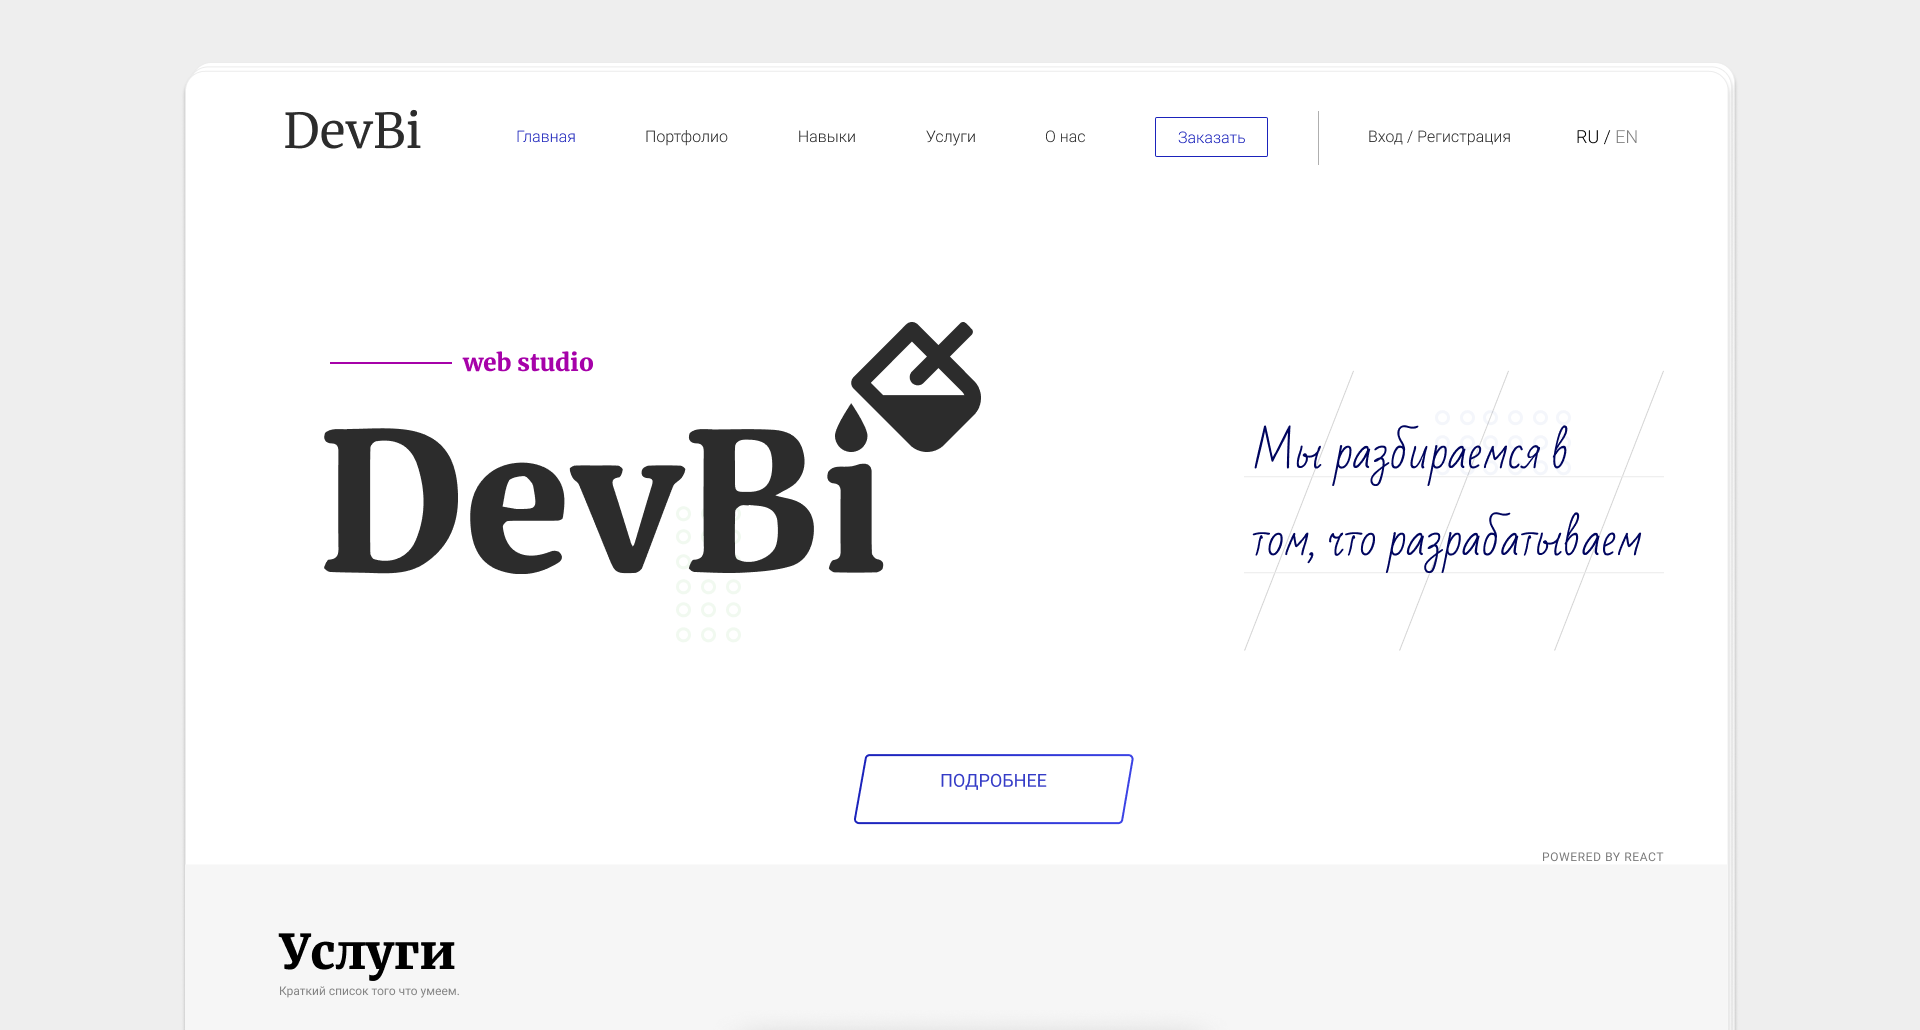 DevBi
Главная
Портфолио
Навыки
Услуги
О нас
Заказать
Вход / Регистрация
RU / EN
web studio
DevBi
Мы разбираемся в
том, что разрабатываем
ПОДРОБНЕЕ
POWERED BY REACT
Услуги
Краткий список того что умеем.